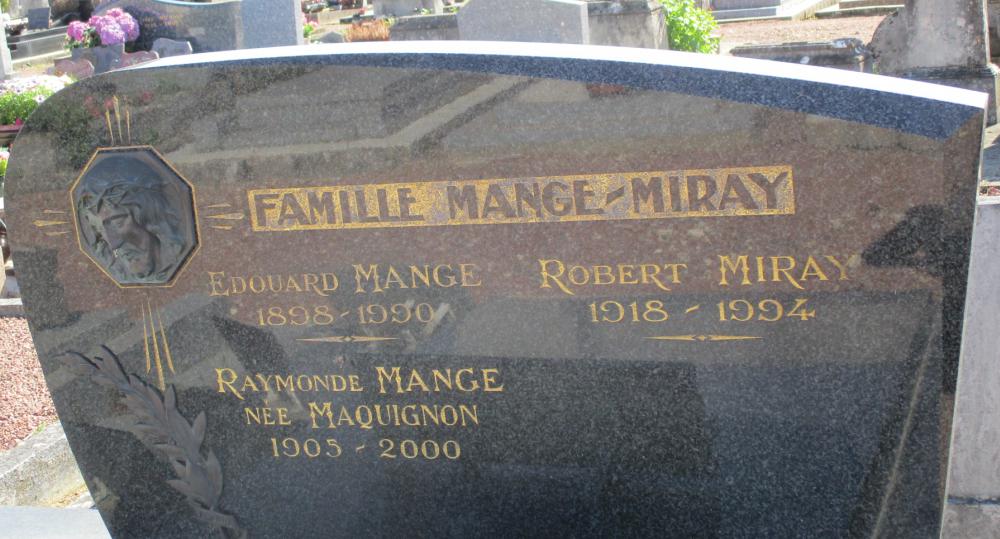 FAMILLE MANGE-MIRAY
EDOUARD MANGE
1898-1990
ROBERT MIRAY
1918-1994
RAYMONDE MANGE
NÉE MAQUIGNON
1905-2000